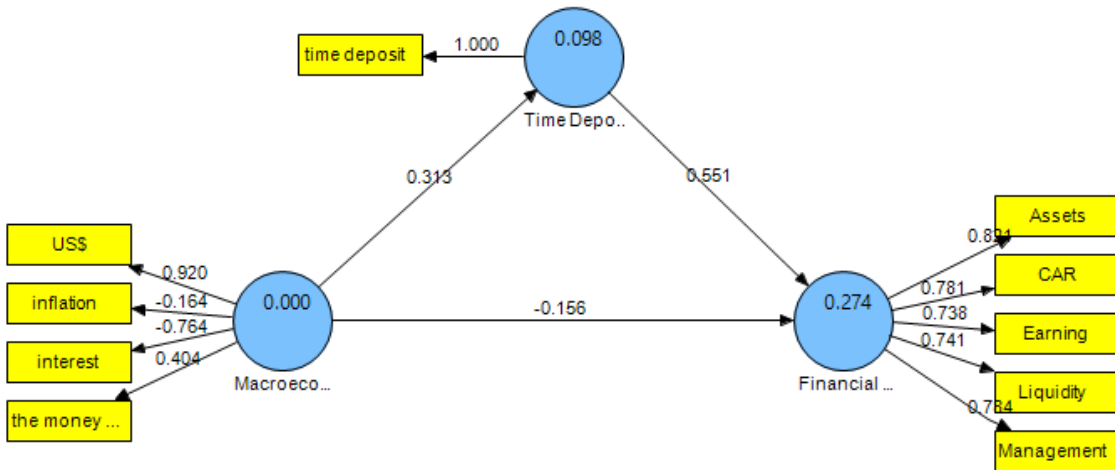 0.098
time deposit
1.000
Time Depo..
0.313
0.551
Assets
US$
0.821
0.920
CAR
0.781
inflation
-0.164
0.000
-0.156
0.274
0.738
Earning
-0.764
0.741
interest
0.404
Macroeco...
Financial ...
Liquidity
the money ...
Management